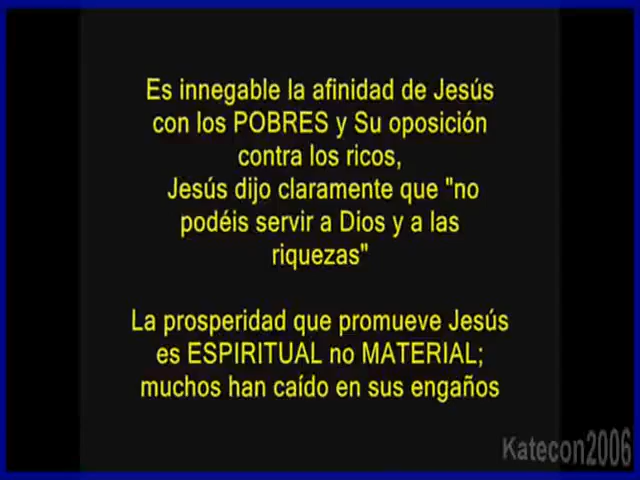 Es innegable la afinidad de Jesús
con los POBRES y Su oposición
contra los ricos,
Jesús dijo claramente que "no
podéis servir a Dios y a las
riquezas"
La prosperidad que promueve Jesús
es ESPIRITUAL no MATERIAL;
muchos han caído en sus engaños
Katecon2006